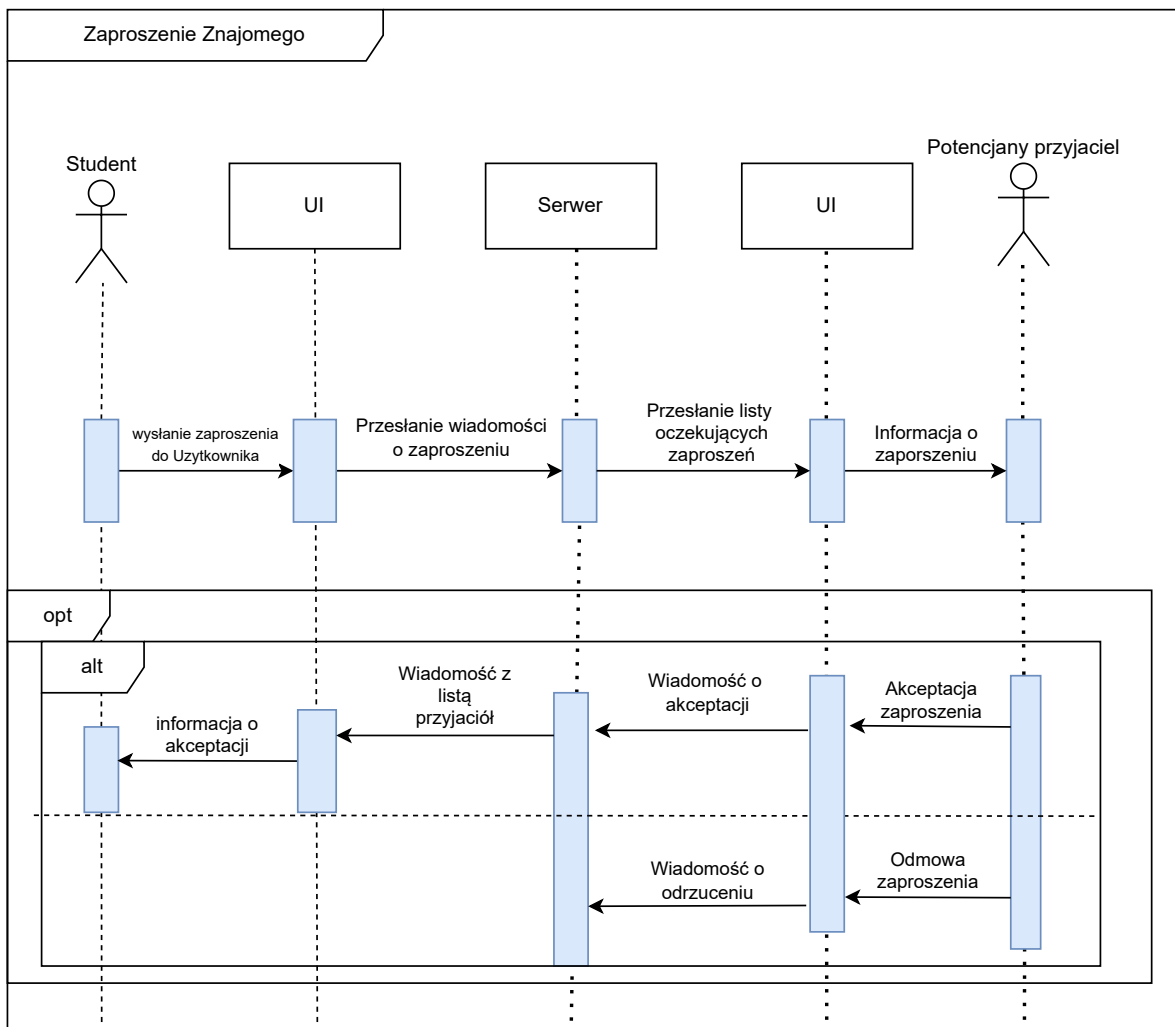 Zaproszenie Znajomego
Student
UI
Serwer
UI
Potencjany przyjaciel
wysłanie zaproszenia
do Uzytkownika
Przesłanie wiadomości
o zaproszeniu
Przesłanie listy
oczekujących
zaproszeń
Informacja o
zaporszeniu
opt
alt
informacja o
akceptacji
Wiadomość z
listą
przyjaciół
Wiadomość o
akceptacji
Akceptacja
zaproszenia
Wiadomość o
odrzuceniu
Odmowa
zaproszenia